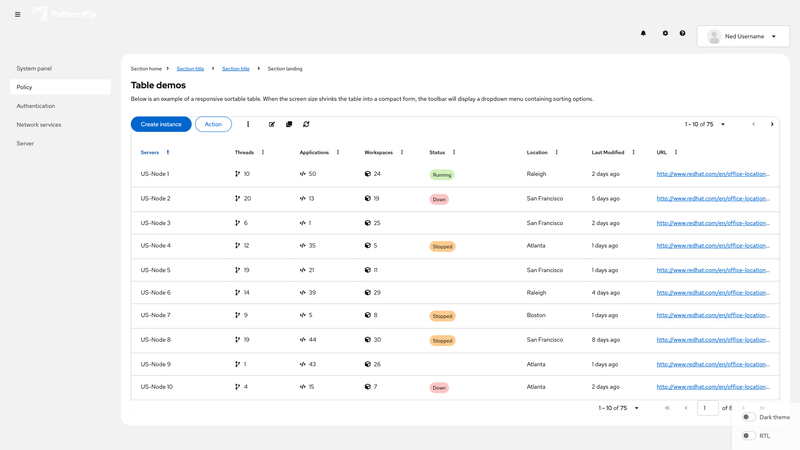 PatternFly
Ned Username
System panel
Policy
Authentication
Network services
Server
Section home > Section title > Section title > Section landing
Table demos
Below is an example of a responsive sortable table. When the screen size shrinks the table into a compact form, the toolbar will display a dropdown menu containing sorting options.
Create instance Action 1 - 10 of 75
Servers Threads Applications Workspaces Status Location Last Modified URL
US-Node 1 10 50 24 Running Raleigh 2 days ago http://www.redhat.com/en/office-location...
US-Node 2 20 13 19 Down San Francisco 5 days ago http://www.redhat.com/en/office-location...
US-Node 3 6 1 25 San Francisco 2 days ago http://www.redhat.com/en/office-location...
US-Node 4 12 35 5 Stopped Atlanta 1 days ago http://www.redhat.com/en/office-location...
US-Node 5 19 21 11 San Francisco 1 days ago http://www.redhat.com/en/office-location...
US-Node 6 14 39 29 Raleigh 4 days ago http://www.redhat.com/en/office-location...
US-Node 7 9 5 8 Stopped Boston 1 days ago http://www.redhat.com/en/office-location...
US-Node 8 19 44 30 Stopped San Francisco 8 days ago http://www.redhat.com/en/office-location...
US-Node 9 1 43 26 Atlanta 1 days ago http://www.redhat.com/en/office-location...
US-Node 10 4 15 7 Down Atlanta 2 days ago http://www.redhat.com/en/office-location...
1 - 10 of 75 1 of 8
Dark theme
RTL